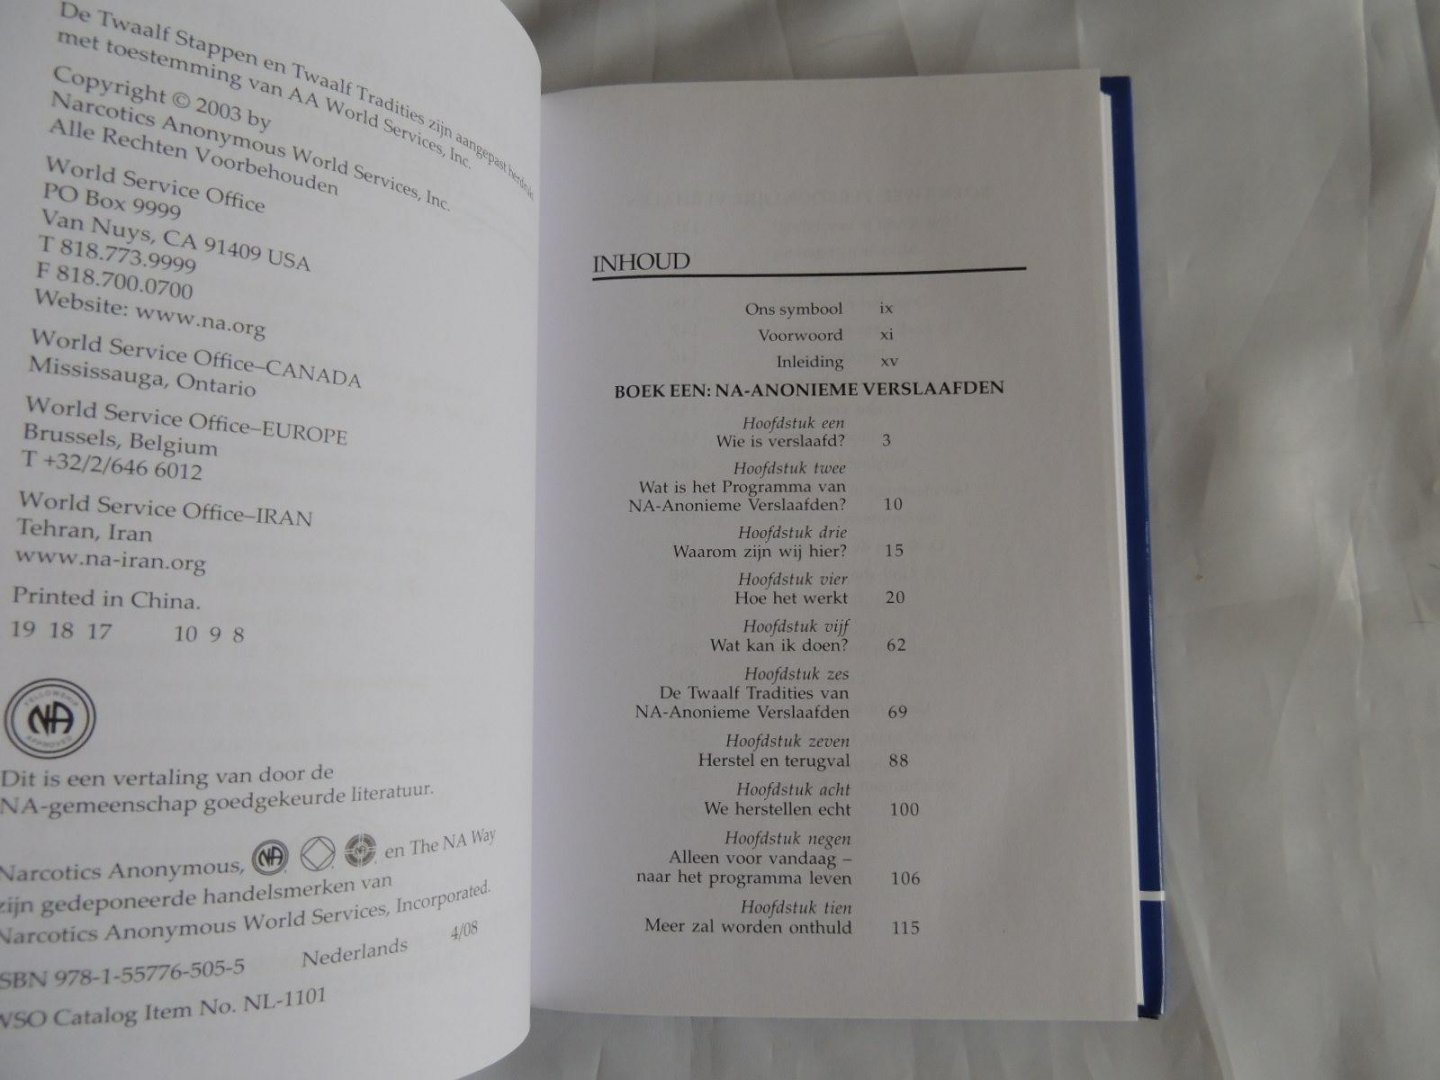 De Twaalf Stappen en Twaalf Tradities zijn aangepast
met toestemming van AA World Services, Inc.
Copyright © 2003 by
Narcotics Anonymous World Services, Inc.
Alle Rechten Voorbehouden
World Service Office
PO Box 9999
Van Nuys, CA 91409 USA
T 818.773.9999
F 818.700.0700
Website: www.na.org
World Service Office–CANADA
Mississauga, Ontario
World Service Office–EUROPE
Brussels, Belgium
T +32/2/646 6012
World Service Office–IRAN
Tehran, Iran
www.na-iran.org
Printed in China.
19 18 17 10 9 8
FELLOWSHIP
NA
APPROVED
Dit is een vertaling van door de
NA-gemeenschap goedgekeurde literatuur.
Narcotics Anonymous, NA en The NA Way
zijn gedeponeerde handelsmerken van
Narcotics Anonymous World Services, Incorporated.
ISBN 978-1-55776-505-5 Nederlands 4/08
WSO Catalog Item No. NL-1101
INHOUD
Ons symbool ix
Voorwoord xi
Inleiding xv
BOEK EEN: NA-ANONIEME VERSLAAFDEN
Hoofdstuk een
Wie is verslaafd? 3
Hoofdstuk twee
Wat is het Programma van
NA-Anonieme Verslaafden? 10
Hoofdstuk drie
Waarom zijn wij hier? 15
Hoofdstuk vier
Hoe het werkt 20
Hoofdstuk vijf
Wat kan ik doen? 62
Hoofdstuk zes
De Twaalf Tradities van
NA-Anonieme Verslaafden 69
Hoofdstuk zeven
Herstel en terugval 88
Hoofdstuk acht
We herstellen echt 100
Hoofdstuk negen
Alleen voor vandaag –
naar het programma leven 106
Hoofdstuk tien
Meer zal worden onthuld 115